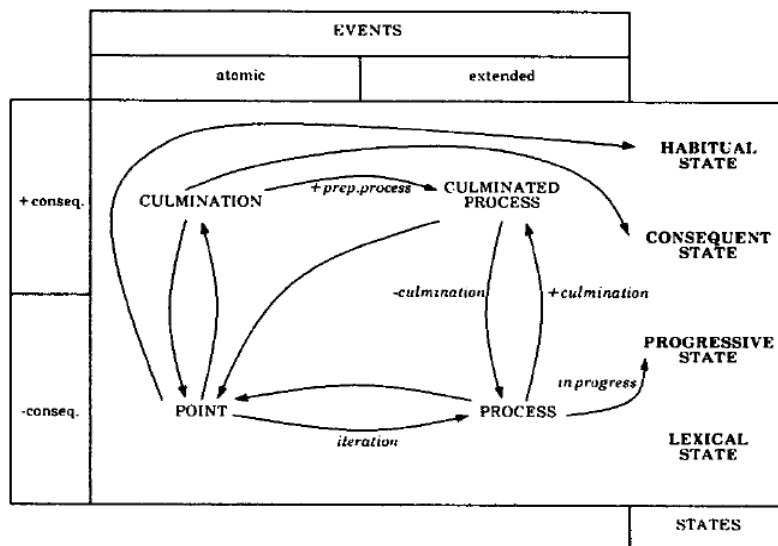 EVENTS
atomic
extended
HABITUAL
STATE
+conseq.
CULMINATION
+prep.process
CULMINATED
PROCESS
CONSEQUENT
STATE
-culmination
+culmination
PROGRESSIVE
STATE
in progress
-conseq.
POINT
PROCESS
iteration
LEXICAL
STATE
STATES